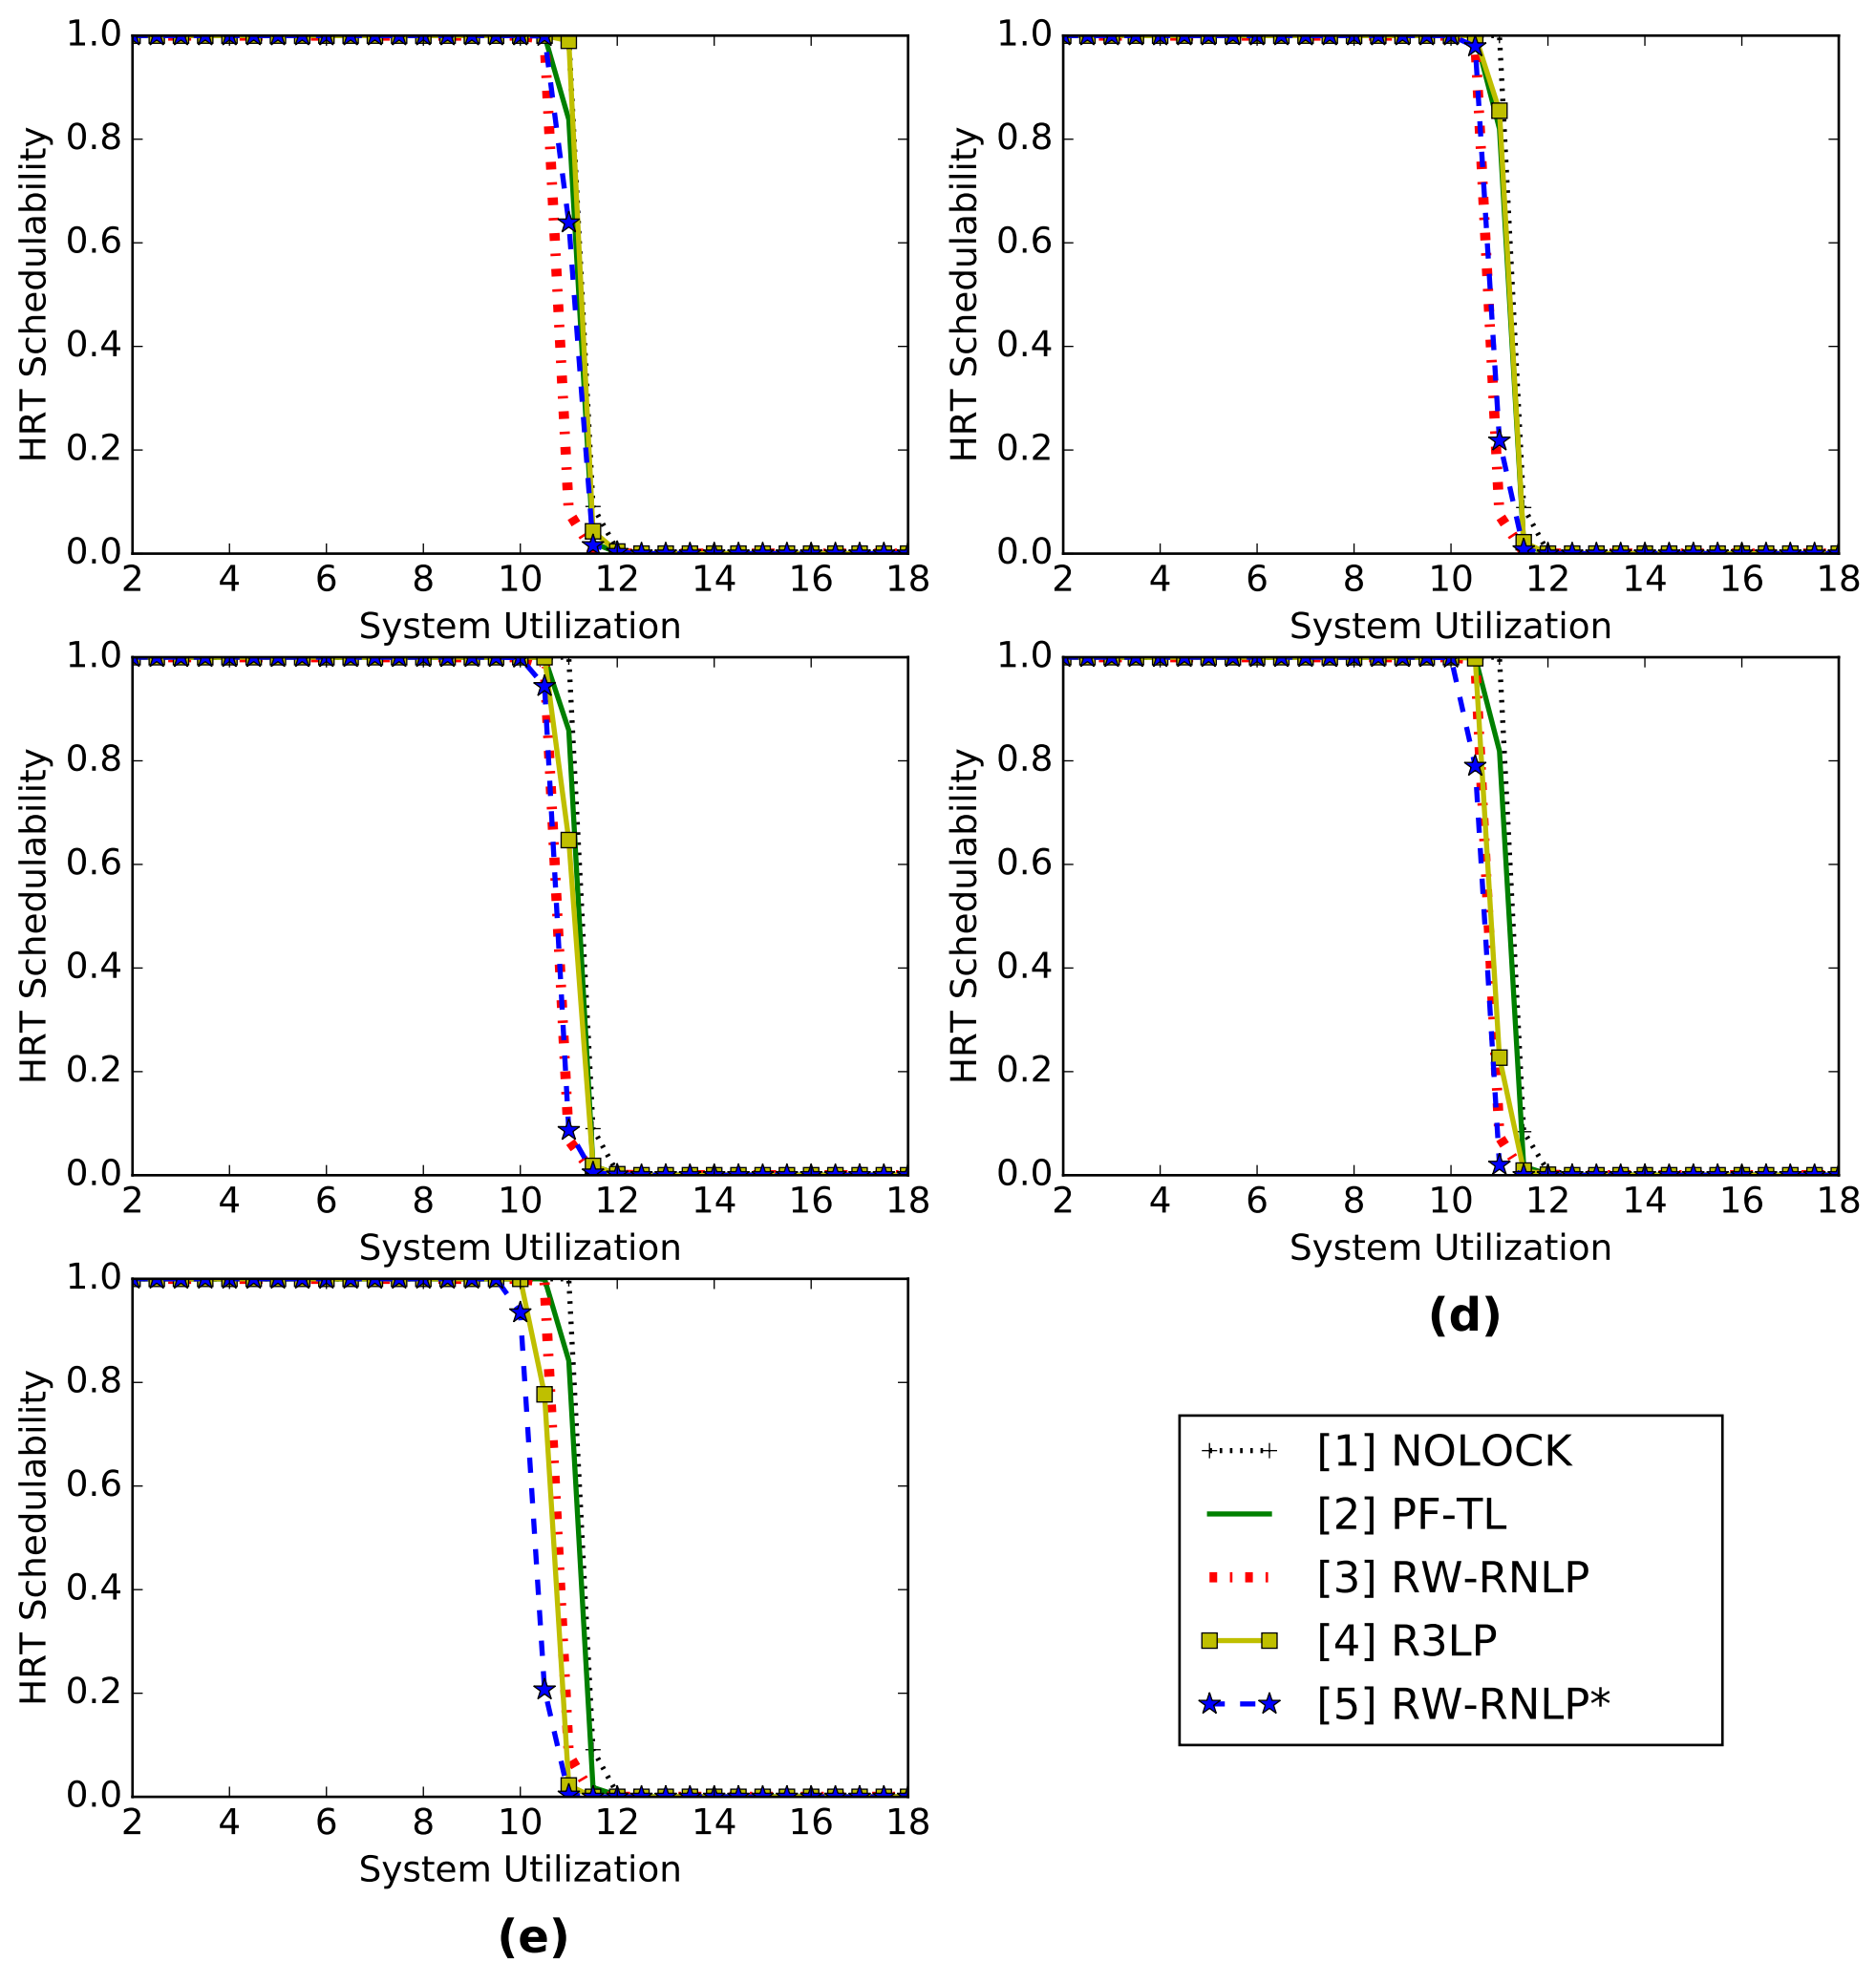 1.0
0.8
0.6
0.4
0.2
0.0
HRT Schedulability
2 4 6 8 10 12 14 16 18
System Utilization
1.0
0.8
0.6
0.4
0.2
0.0
HRT Schedulability
2 4 6 8 10 12 14 16 18
System Utilization
1.0
0.8
0.6
0.4
0.2
0.0
HRT Schedulability
2 4 6 8 10 12 14 16 18
System Utilization
1.0
0.8
0.6
0.4
0.2
0.0
HRT Schedulability
2 4 6 8 10 12 14 16 18
System Utilization
(d)
1.0
0.8
0.6
0.4
0.2
0.0
HRT Schedulability
2 4 6 8 10 12 14 16 18
System Utilization
(e)
[1] NOLOCK
[2] PF-TL
[3] RW-RNLP
[4] R3LP
[5] RW-RNLP*